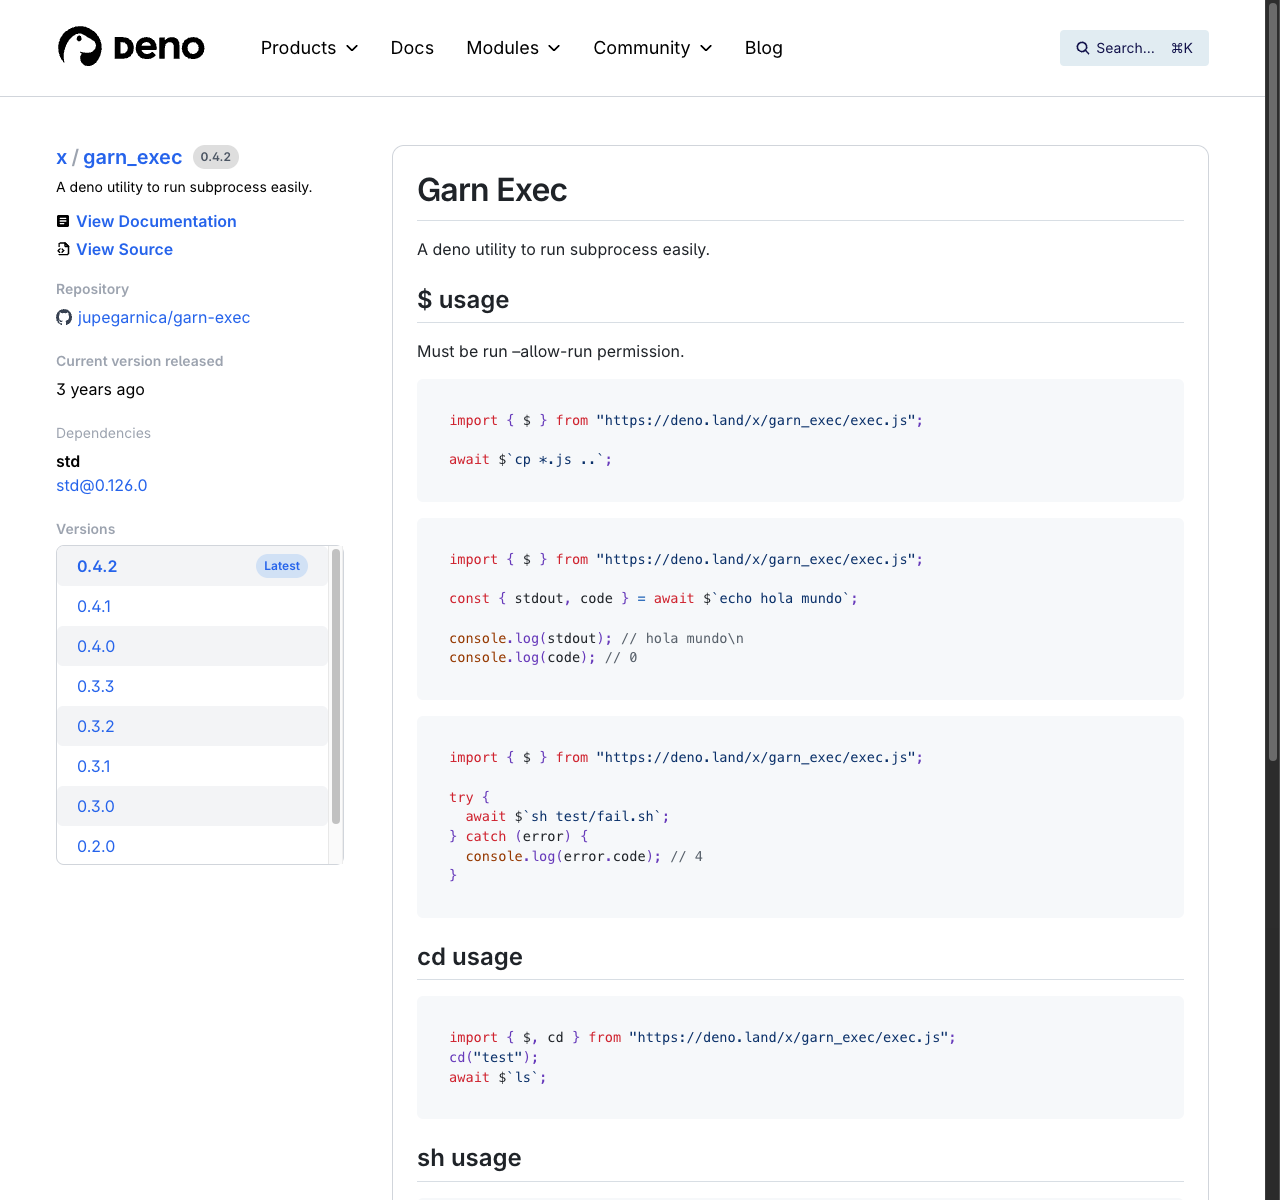 DENO
Products
Docs
Modules
Community
Blog
Search... ⌘K
x / garn_exec 0.4.2
A deno utility to run subprocess easily.
View Documentation
View Source
Repository
jupegarnica/garn-exec
Current version released
3 years ago
Dependencies
std
std@0.126.0
Versions
0.4.2 Latest
0.4.1
0.4.0
0.3.3
0.3.2
0.3.1
0.3.0
0.2.0
Garn Exec
A deno utility to run subprocess easily.
$ usage
Must be run –allow-run permission.
import { $ } from "https://deno.land/x/garn_exec/exec.js";
await $`cp *.js ..`;
import { $ } from "https://deno.land/x/garn_exec/exec.js";
const { stdout, code } = await $`echo hola mundo`;
console.log(stdout); // hola mundo\n
console.log(code); // 0
import { $ } from "https://deno.land/x/garn_exec/exec.js";
try {
  await $`sh test/fail.sh`;
} catch (error) {
  console.log(error.code); // 4
}
cd usage
import { $, cd } from "https://deno.land/x/garn_exec/exec.js";
cd("test");
await $`ls`;
sh usage